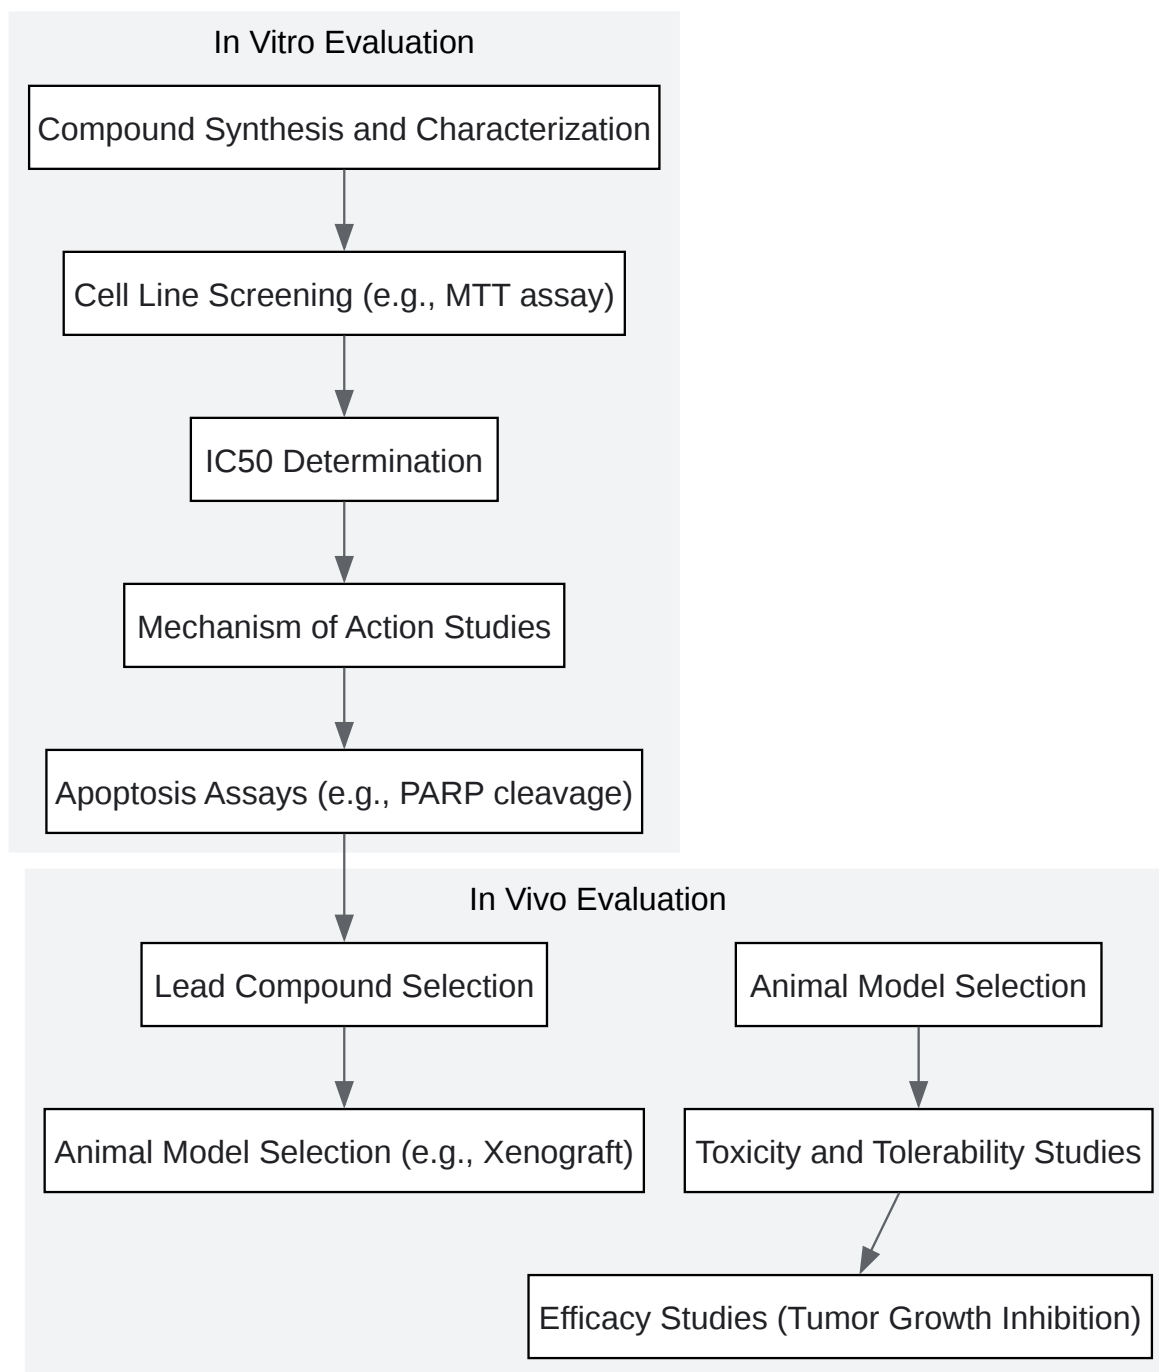 In Vitro Evaluation
Compound Synthesis and Characterization
Cell Line Screening (e.g., MTT assay)
IC50 Determination
Mechanism of Action Studies
Apoptosis Assays (e.g., PARP cleavage)
In Vivo Evaluation
Lead Compound Selection
Animal Model Selection
Animal Model Selection (e.g., Xenograft)
Toxicity and Tolerability Studies
Efficacy Studies (Tumor Growth Inhibition)